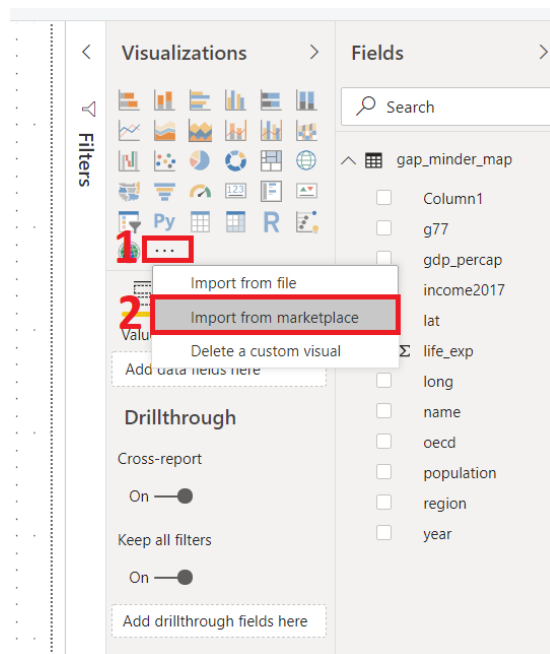 Visualizations
Filters
123
Py
R
1
...
2
Import from file
Import from marketplace
Delete a custom visual
Add data fields here
Drillthrough
Cross-report
On
Keep all filters
On
Add drillthrough fields here
Fields
Search
gap_minder_map
Column1
g77
gdp_percap
income2017
lat
Σ life_exp
long
name
oecd
population
region
year